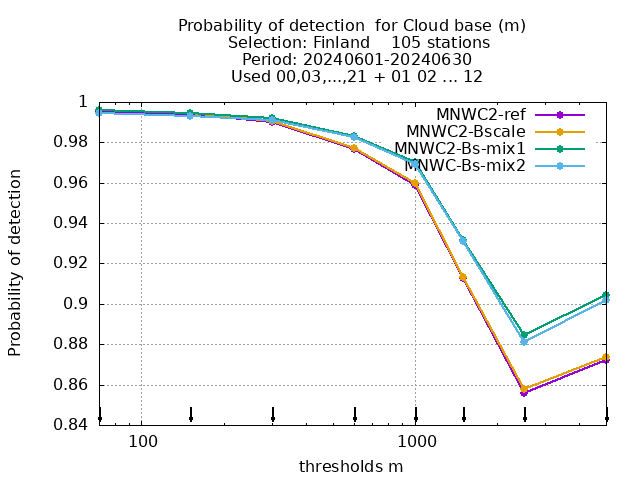 Probability of detection  for Cloud base (m)
Selection: Finland    105 stations
Period: 20240601-20240630
Used 00,03,...,21 + 01 02 ... 12
MNWC2-ref
MNWC2-Bscale
MNWC2-Bs-mix1
MNWC-Bs-mix2
1
0.98
0.96
0.94
0.92
0.9
0.88
0.86
0.84
Probability of detection
100
1000
thresholds m